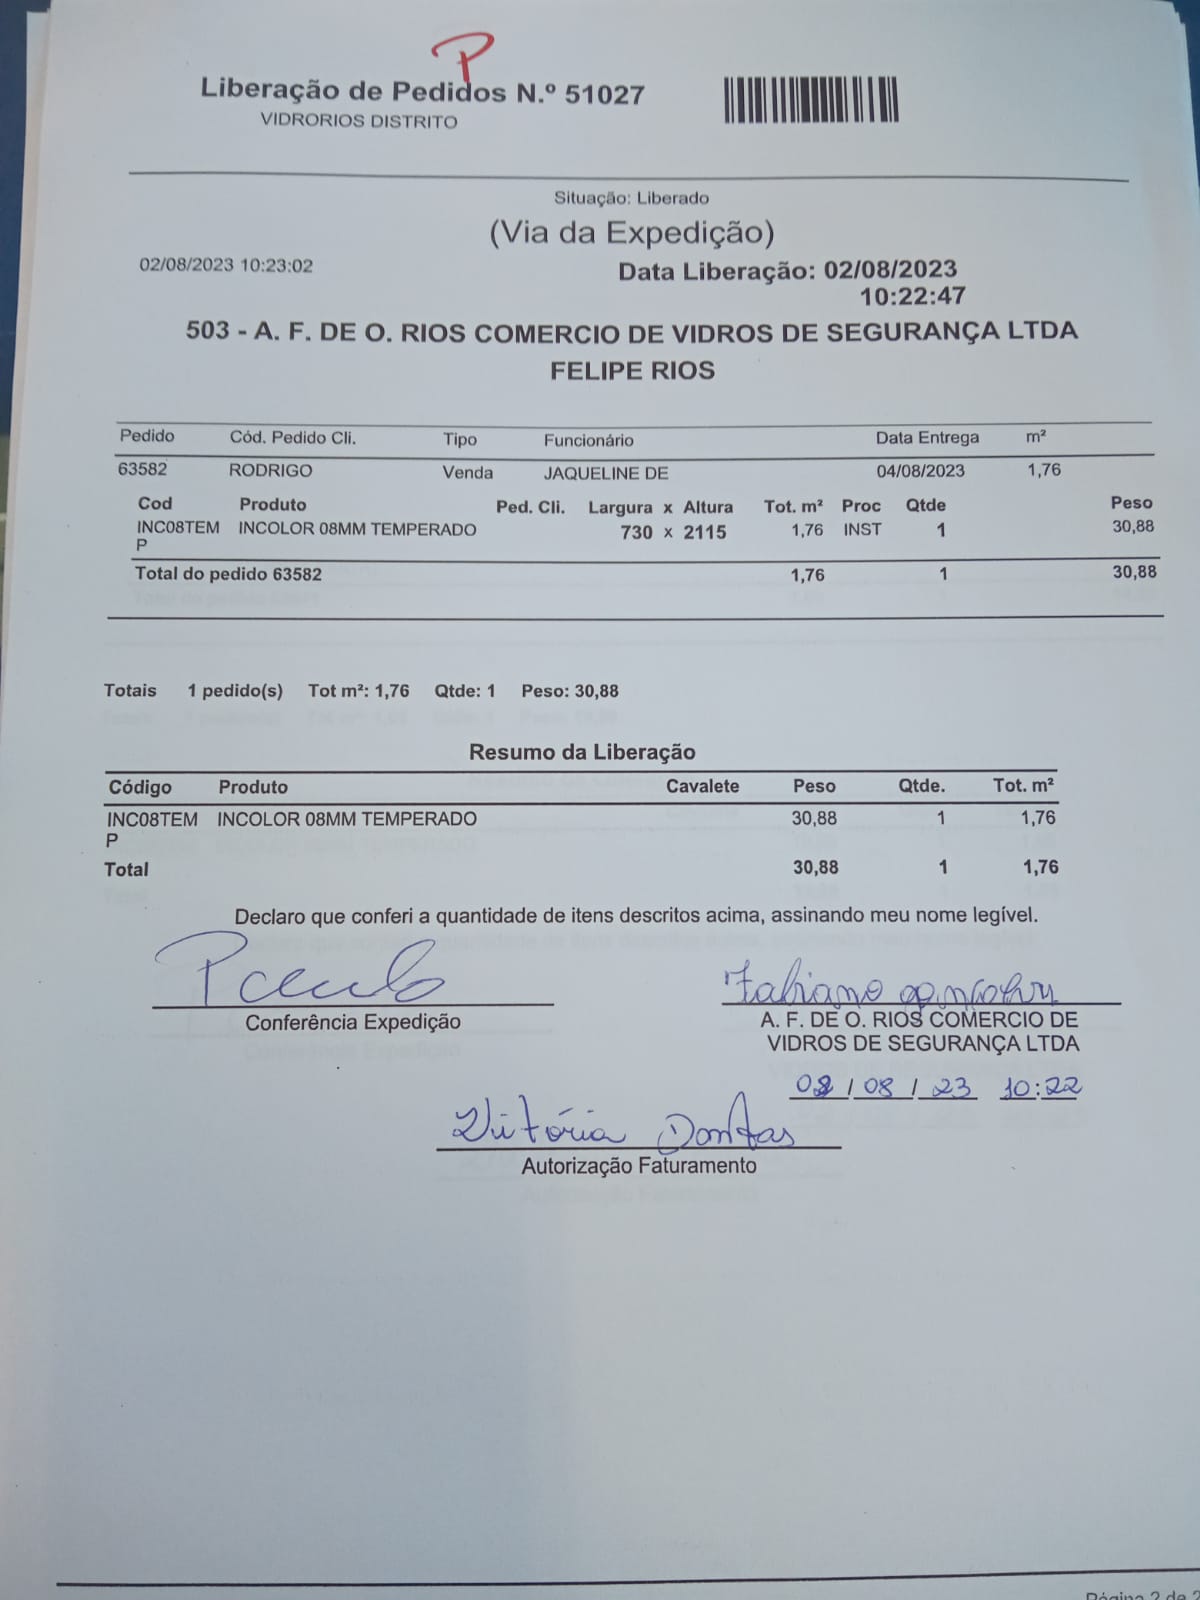 P
Liberação de Pedidos N.º 51027
VIDRORIOS DISTRITO
Situação: Liberado
(Via da Expedição)
02/08/2023 10:23:02
Data Liberação: 02/08/2023
10:22:47
503 - A. F. DE O. RIOS COMERCIO DE VIDROS DE SEGURANÇA LTDA
FELIPE RIOS
Pedido Cód. Pedido Cli. Tipo Funcionário Data Entrega m²
63582 RODRIGO Venda JAQUELINE DE 04/08/2023 1,76
Cod Produto Ped. Cli. Largura x Altura Tot. m² Proc Qtde Peso
INC08TEM INCOLOR 08MM TEMPERADO 730 x 2115 1,76 INST 1 30,88
P
Total do pedido 63582 1,76 1 30,88
Totais 1 pedido(s) Tot m²: 1,76 Qtde: 1 Peso: 30,88
Resumo da Liberação
Código Produto Cavalete Peso Qtde. Tot. m²
INC08TEM INCOLOR 08MM TEMPERADO 30,88 1 1,76
P
Total 30,88 1 1,76
Declaro que conferi a quantidade de itens descritos acima, assinando meu nome legível.
Paulo Fabiano
Conferência Expedição
A. F. DE O. RIOS COMERCIO DE
VIDROS DE SEGURANÇA LTDA
02/08/23 10:22
Vitória Dantas
Autorização Faturamento
Página 2 de 2